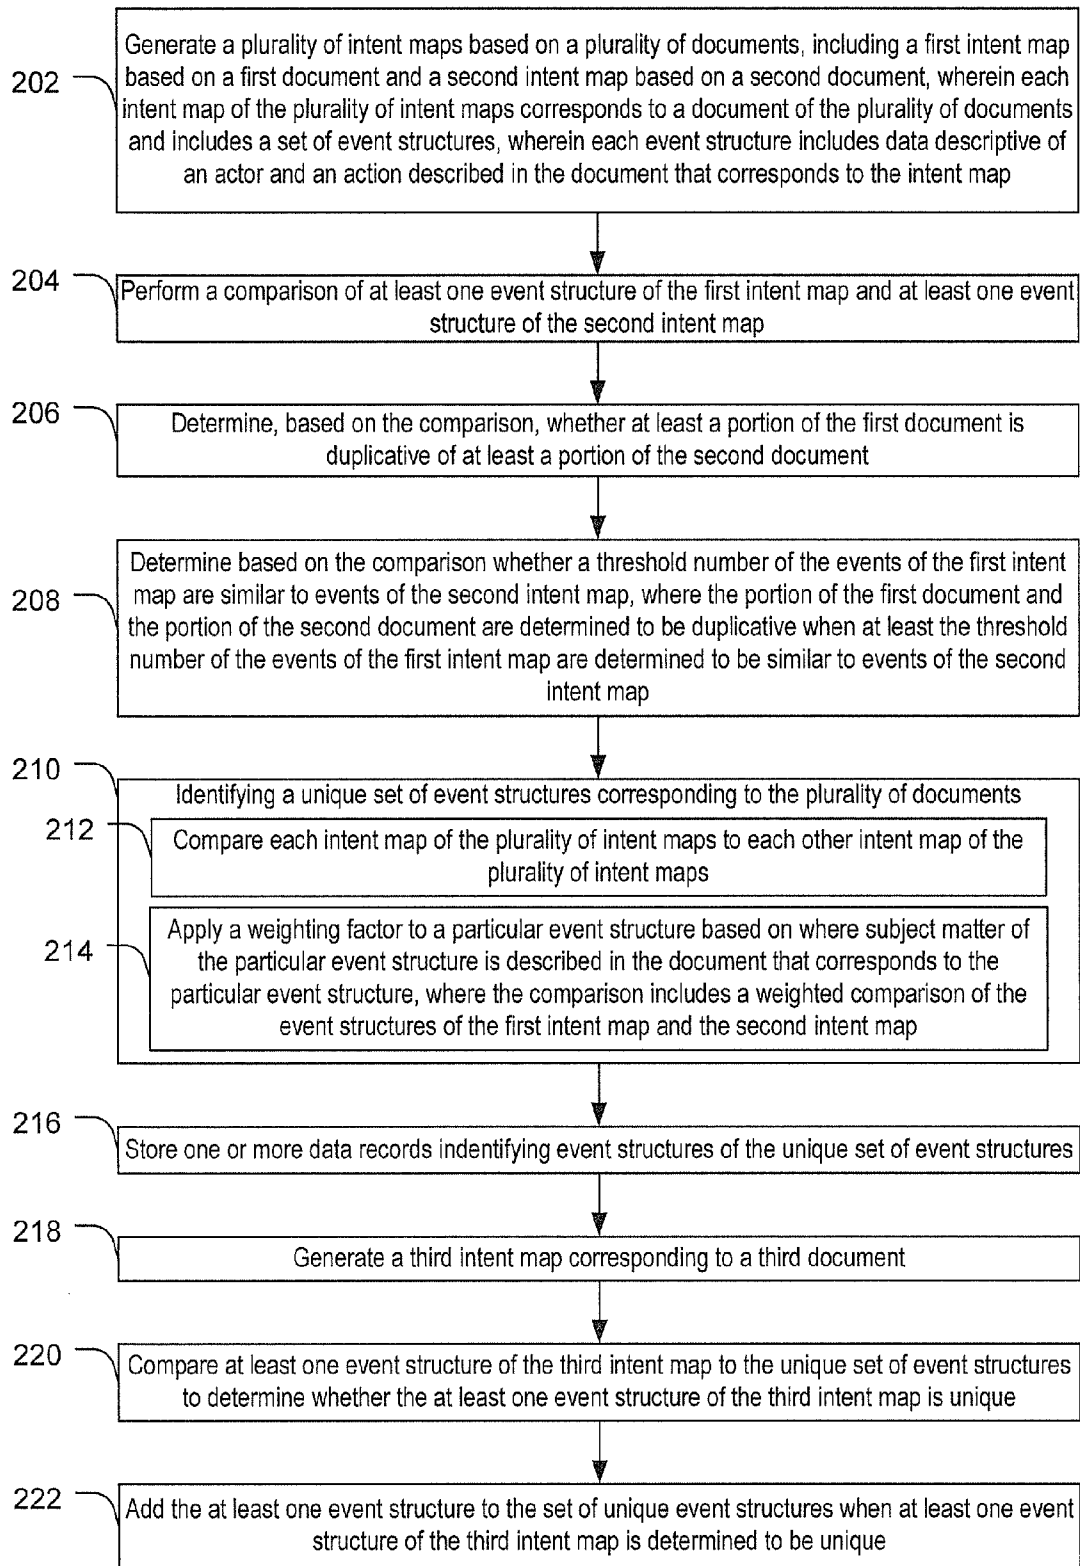 202
Generate a plurality of intent maps based on a plurality of documents, including a first intent map
based on a first document and a second intent map based on a second document, wherein each
intent map of the plurality of intent maps corresponds to a document of the plurality of documents
and includes a set of event structures, wherein each event structure includes data descriptive of
an actor and an action described in the document that corresponds to the intent map
204
Perform a comparison of at least one event structure of the first intent map and at least one event
structure of the second intent map
206
Determine, based on the comparison, whether at least a portion of the first document is
duplicative of at least a portion of the second document
208
Determine based on the comparison whether a threshold number of the events of the first intent
map are similar to events of the second intent map, where the portion of the first document and
the portion of the second document are determined to be duplicative when at least the threshold
number of the events of the first intent map are determined to be similar to events of the second
intent map
210
Identifying a unique set of event structures corresponding to the plurality of documents
212
Compare each intent map of the plurality of intent maps to each other intent map of the
plurality of intent maps
214
Apply a weighting factor to a particular event structure based on where subject matter of
the particular event structure is described in the document that corresponds to the
particular event structure, where the comparison includes a weighted comparison of the
event structures of the first intent map and the second intent map
216
Store one or more data records indentifying event structures of the unique set of event structures
218
Generate a third intent map corresponding to a third document
220
Compare at least one event structure of the third intent map to the unique set of event structures
to determine whether the at least one event structure of the third intent map is unique
222
Add the at least one event structure to the set of unique event structures when at least one event
structure of the third intent map is determined to be unique